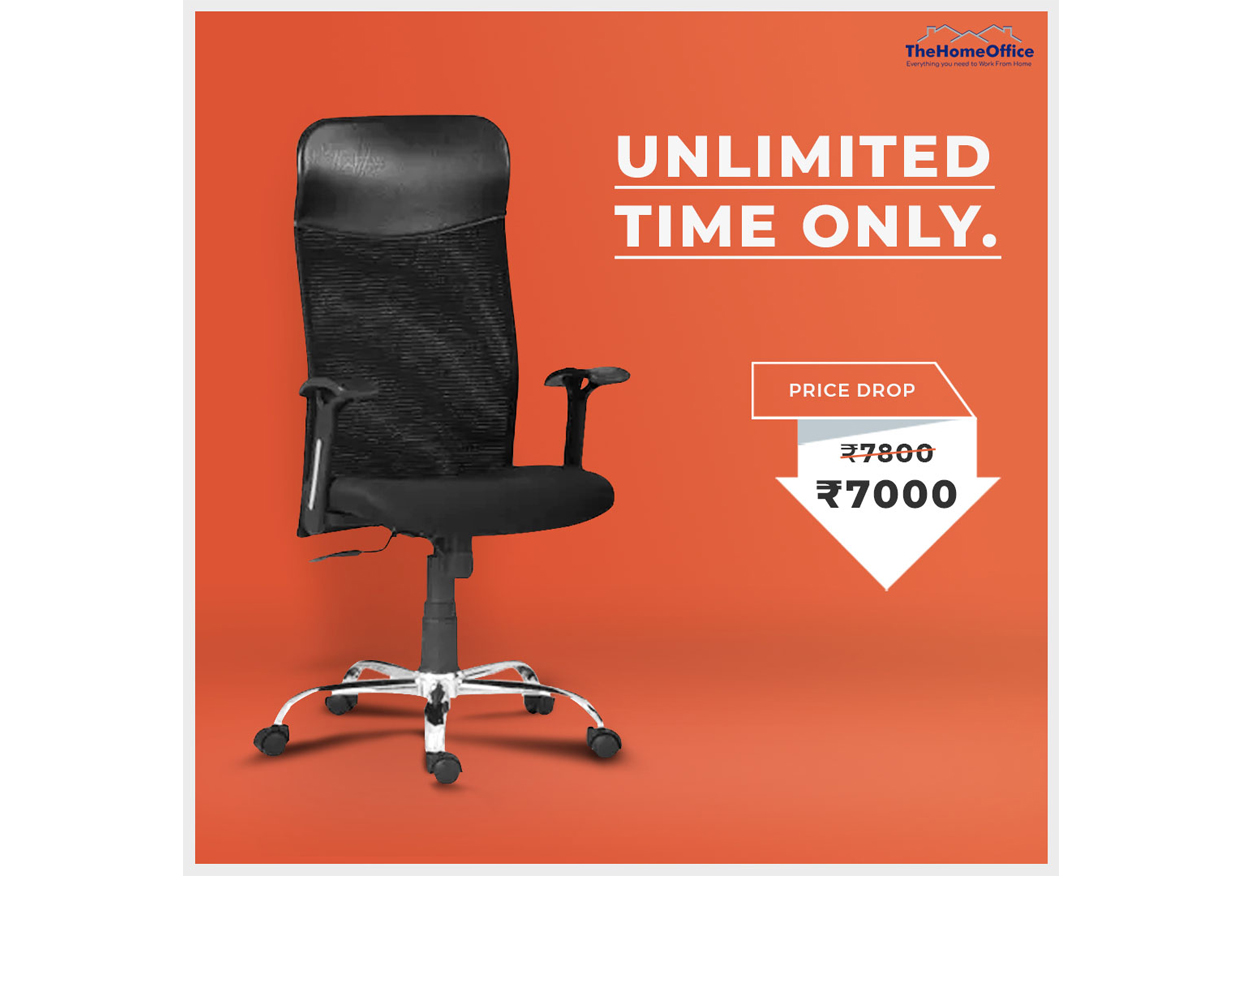 TheHomeOffice
Everything you need to Work From Home
UNLIMITED
TIME ONLY.
PRICE DROP
₹7800
₹7000